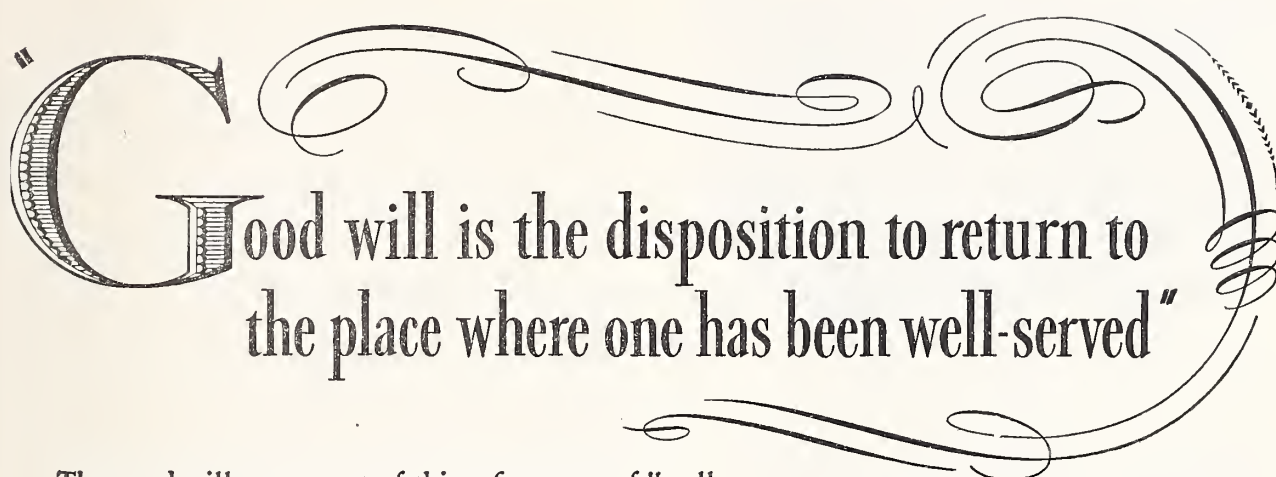 "Good will is the disposition to return to
the place where one has been well-served"